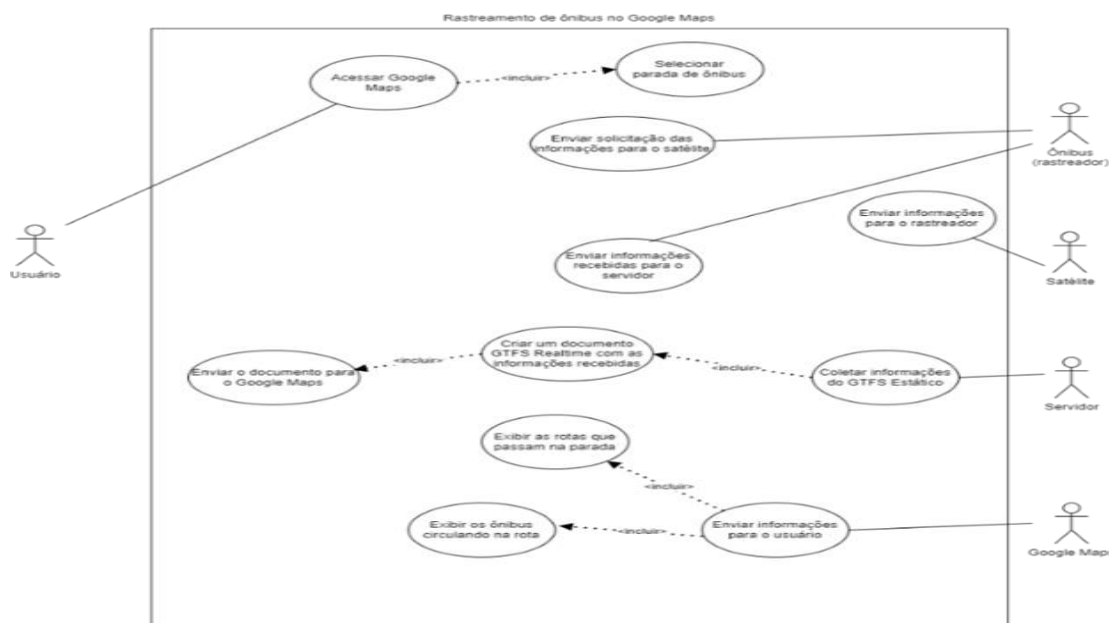 Rastreamento de ônibus no Google Maps
Acessar Google
Maps
<incluir>
Selecionar
parada de ônibus
Enviar solicitação das
informações para o satélite
Ônibus
(rastreador)
Enviar informações
para o rastreador
Usuário
Enviar informações
recebidas para o
servidor
Satélite
Criar um documento
GTFS Realtime com as
informações recebidas
<incluir>
<incluir>
Enviar o documento para
o Google Maps
Coletar informações
do GTFS Estático
Servidor
Exibir as rotas que
passam na parada
<incluir>
Exibir os ônibus
circulando na rota
<incluir>
Enviar informações
para o usuário
Google Map